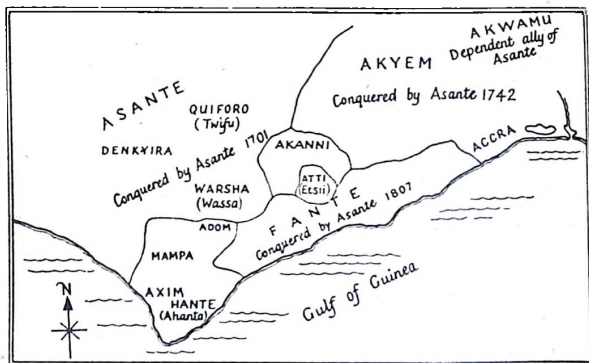 AKWAMU
Dependent ally of
Asante
AKYEM
Conquered by Asante 1742
ASANTE
QUIFORO
(Twifu)
DENKYIRA
Conquered by Asante 1701
AKANNI
ACCRA
ATTI
(Etsii)
WARSHA
(Wassa)
FANTE
Conquered by Asante 1807
ADOM
MAMPA
AXIM
HANTE
(Ahanta)
Gulf of Guinea
N